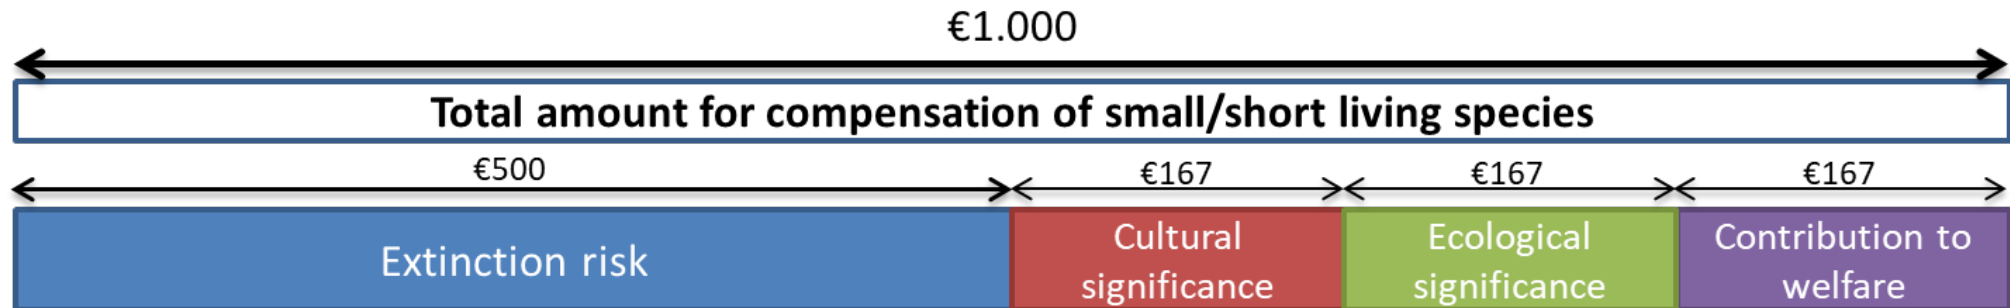 €1.000
Total amount for compensation of small/short living species
€500
€167
€167
€167
Extinction risk
Cultural
significance
Ecological
significance
Contribution to
welfare